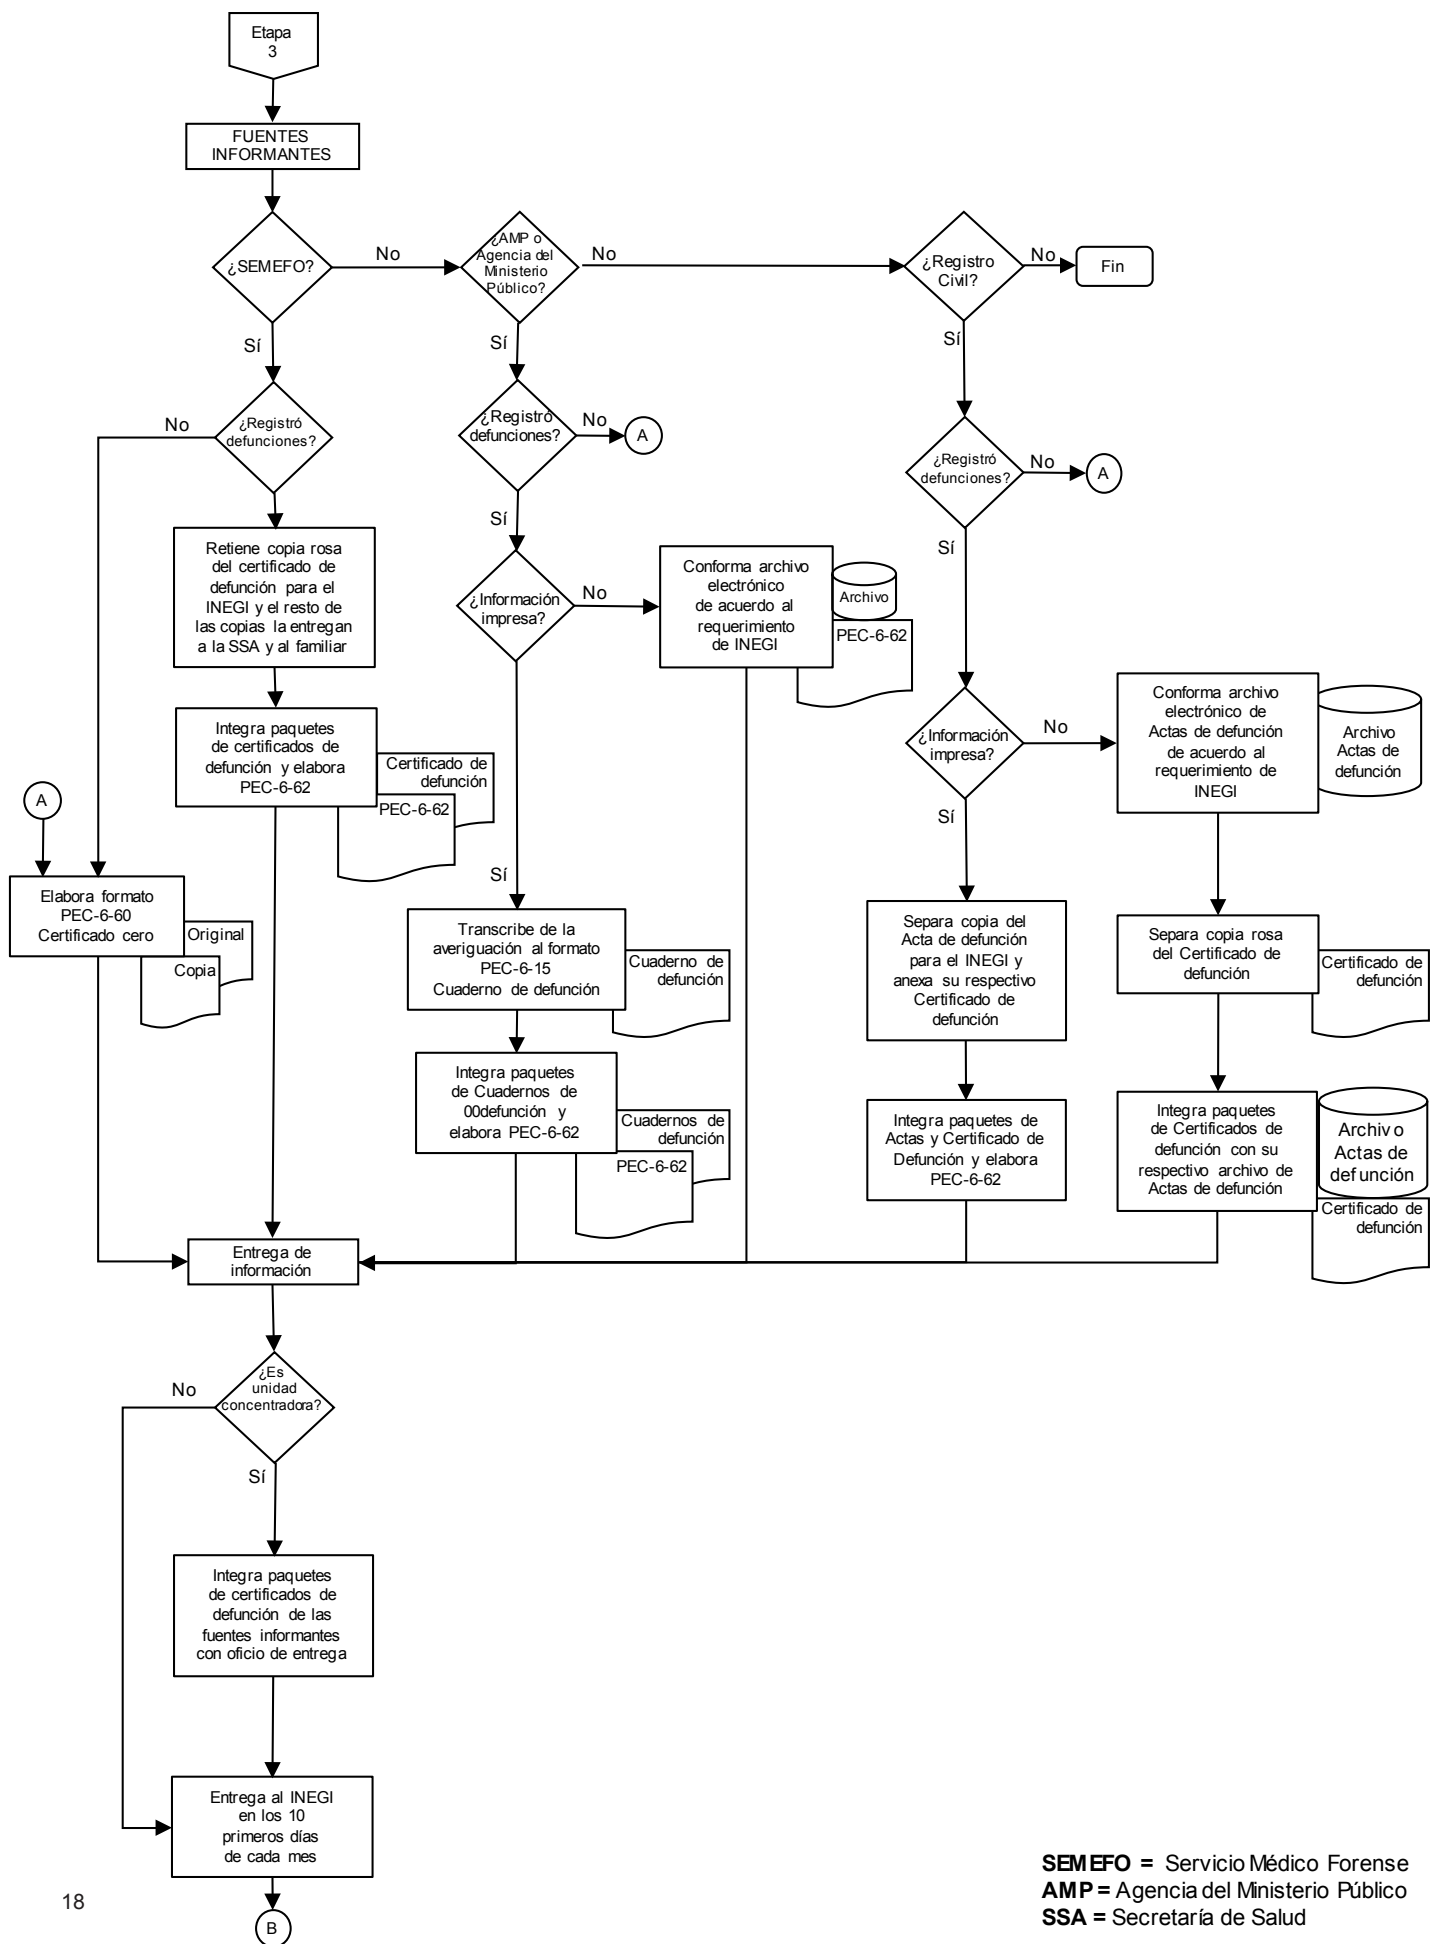 Etapa
3
FUENTES
INFORMANTES
¿SEMEFO?
No
¿AMP o
Agencia del
Ministerio
Público?
No
¿Registro
Civil?
No
Fin
Sí
Sí
Sí
No
¿Registró
defunciones?
¿Registró
defunciones?
No
A
¿Registró
defunciones?
No
A
Sí
Sí
Retiene copia rosa
del certificado de
defunción para el
INEGI y el resto de
las copias la entregan
a la SSA y al familiar
¿Información
impresa?
No
Conforma archivo
electrónico
de acuerdo al
requerimiento
de INEGI
Archivo
PEC-6-62
Integra paquetes
de certificados de
defunción y elabora
PEC-6-62
Certificado de
defunción
PEC-6-62
¿Información
impresa?
No
Conforma archivo
electrónico de
Actas de defunción
de acuerdo al
requerimiento de
INEGI
Archivo
Actas de
defunción
A
Sí
Sí
Elabora formato
PEC-6-60
Certificado cero
Original
Copia
Transcribe de la
averiguación al formato
PEC-6-15
Cuaderno de defunción
Cuaderno de
defunción
Separa copia del
Acta de defunción
para el INEGI y
anexa su respectivo
Certificado de
defunción
Separa copia rosa
del Certificado de
defunción
Certificado de
defunción
Integra paquetes
de Cuadernos de
00defunción y
elabora PEC-6-62
Cuadernos de
defunción
PEC-6-62
Integra paquetes de
Actas y Certificado de
Defunción y elabora
PEC-6-62
Integra paquetes
de Certificados de
defunción con su
respectivo archivo de
Actas de defunción
Archivo
Actas de
defunción
Certificado de
defunción
Entrega de
información
¿Es
unidad
concentradora?
No
Sí
Integra paquetes
de certificados de
defunción de las
fuentes informantes
con oficio de entrega
Entrega al INEGI
en los 10
primeros días
de cada mes
B
SEMEFO = Servicio Médico Forense
AMP = Agencia del Ministerio Público
SSA = Secretaría de Salud
18